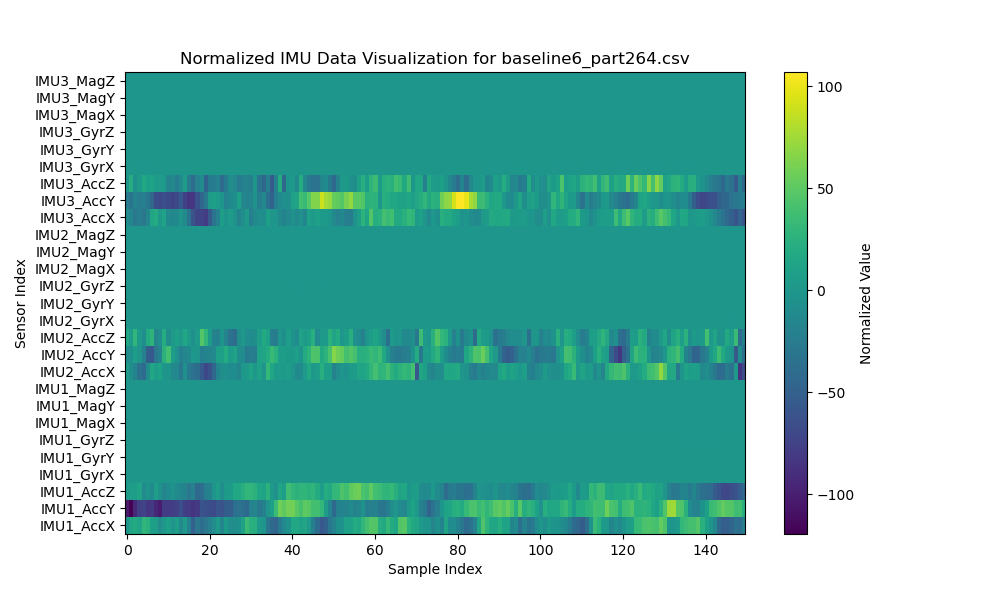 Normalized IMU Data Visualization for baseline6_part264.csv
IMU3_MagZ
IMU3_MagY
IMU3_MagX
IMU3_GyrZ
IMU3_GyrY
IMU3_GyrX
IMU3_AccZ
IMU3_AccY
IMU3_AccX
IMU2_MagZ
IMU2_MagY
IMU2_MagX
IMU2_GyrZ
IMU2_GyrY
IMU2_GyrX
IMU2_AccZ
IMU2_AccY
IMU2_AccX
IMU1_MagZ
IMU1_MagY
IMU1_MagX
IMU1_GyrZ
IMU1_GyrY
IMU1_GyrX
IMU1_AccZ
IMU1_AccY
IMU1_AccX
Sensor Index
0 20 40 60 80 100 120 140
Sample Index
100
50
0
−50
−100
Normalized Value